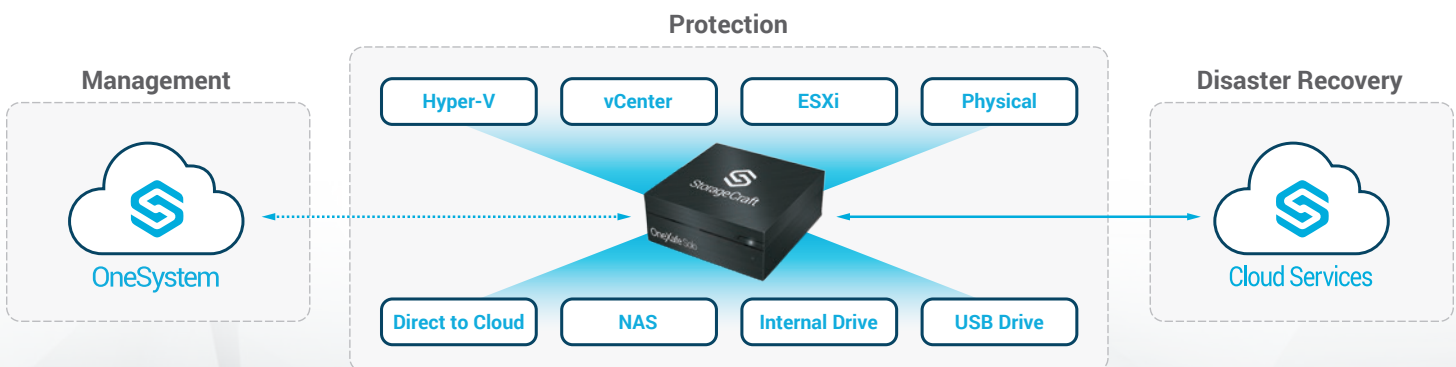 Protection
Management
Disaster Recovery
Hyper-V
vCenter
ESXi
Physical
StorageCraft
OneXafe Solo
OneSystem
Cloud Services
Direct to Cloud
NAS
Internal Drive
USB Drive